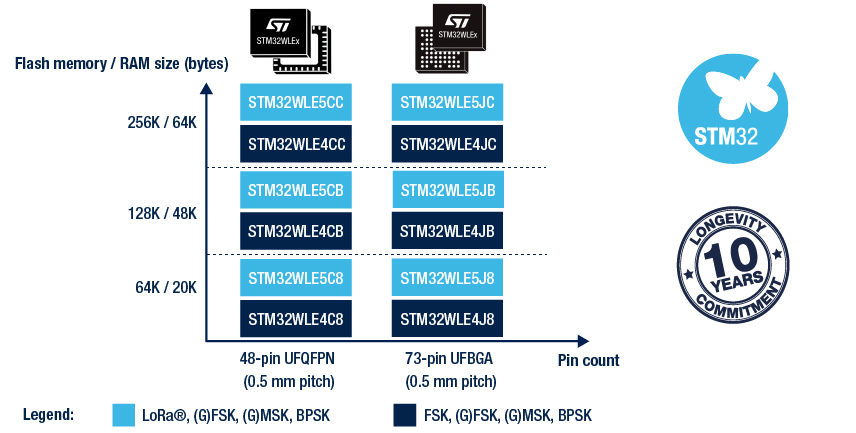 STM32WLEx
STM32WLEx
Flash memory / RAM size (bytes)
STM32WLE5CC
STM32WLE5JC
256K / 64K
STM32WLE4CC
STM32WLE4JC
STM32
STM32WLE5CB
STM32WLE5JB
128K / 48K
STM32WLE4CB
STM32WLE4JB
LONGEVITY
10
YEARS
COMMITMENT
STM32WLE5C8
STM32WLE5J8
64K / 20K
STM32WLE4C8
STM32WLE4J8
48-pin UFQFPN
(0.5 mm pitch)
73-pin UFBGA
(0.5 mm pitch)
Pin count
Legend:
LoRa®, (G)FSK, (G)MSK, BPSK
FSK, (G)FSK, (G)MSK, BPSK